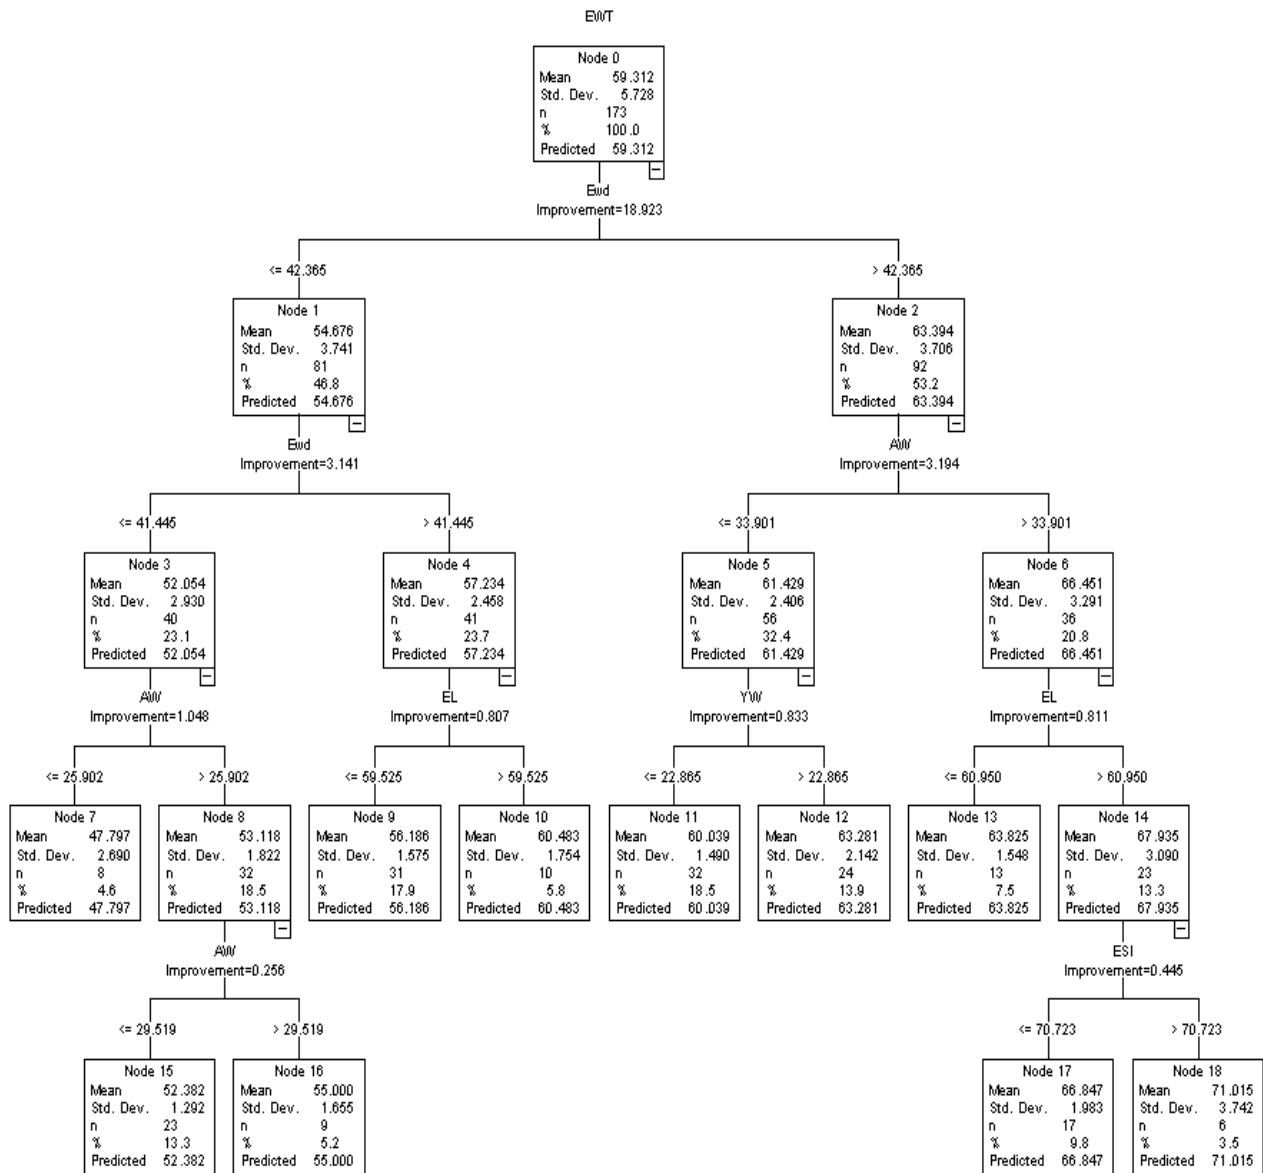 EWT
Node 0
Mean 59.312
Std. Dev. 5.728
n 173
% 100.0
Predicted 59.312
Ewd
Improvement=18.923
<= 42.365
> 42.365
Node 1
Mean 54.676
Std. Dev. 3.741
n 81
% 46.8
Predicted 54.676
Node 2
Mean 63.394
Std. Dev. 3.706
n 92
% 53.2
Predicted 63.394
Ewd
Improvement=3.141
AW
Improvement=3.194
<= 41.445
> 41.445
<= 33.901
> 33.901
Node 3
Mean 52.054
Std. Dev. 2.930
n 40
% 23.1
Predicted 52.054
Node 4
Mean 57.234
Std. Dev. 2.458
n 41
% 23.7
Predicted 57.234
Node 5
Mean 61.429
Std. Dev. 2.406
n 56
% 32.4
Predicted 61.429
Node 6
Mean 66.451
Std. Dev. 3.291
n 36
% 20.8
Predicted 66.451
AW
Improvement=1.048
EL
Improvement=0.807
YW
Improvement=0.833
EL
Improvement=0.811
<= 25.902
> 25.902
<= 59.525
> 59.525
<= 22.865
> 22.865
<= 60.950
> 60.950
Node 7
Mean 47.797
Std. Dev. 2.690
n 8
% 4.6
Predicted 47.797
Node 8
Mean 53.118
Std. Dev. 1.822
n 32
% 18.5
Predicted 53.118
Node 9
Mean 56.186
Std. Dev. 1.575
n 31
% 17.9
Predicted 56.186
Node 10
Mean 60.483
Std. Dev. 1.754
n 10
% 5.8
Predicted 60.483
Node 11
Mean 60.039
Std. Dev. 1.490
n 32
% 18.5
Predicted 60.039
Node 12
Mean 63.281
Std. Dev. 2.142
n 24
% 13.9
Predicted 63.281
Node 13
Mean 63.825
Std. Dev. 1.548
n 13
% 7.5
Predicted 63.825
Node 14
Mean 67.935
Std. Dev. 3.090
n 23
% 13.3
Predicted 67.935
AW
Improvement=0.256
ESI
Improvement=0.445
<= 29.519
> 29.519
<= 70.723
> 70.723
Node 15
Mean 52.382
Std. Dev. 1.292
n 23
% 13.3
Predicted 52.382
Node 16
Mean 55.000
Std. Dev. 1.655
n 9
% 5.2
Predicted 55.000
Node 17
Mean 66.847
Std. Dev. 1.983
n 17
% 9.8
Predicted 66.847
Node 18
Mean 71.015
Std. Dev. 3.742
n 6
% 3.5
Predicted 71.015